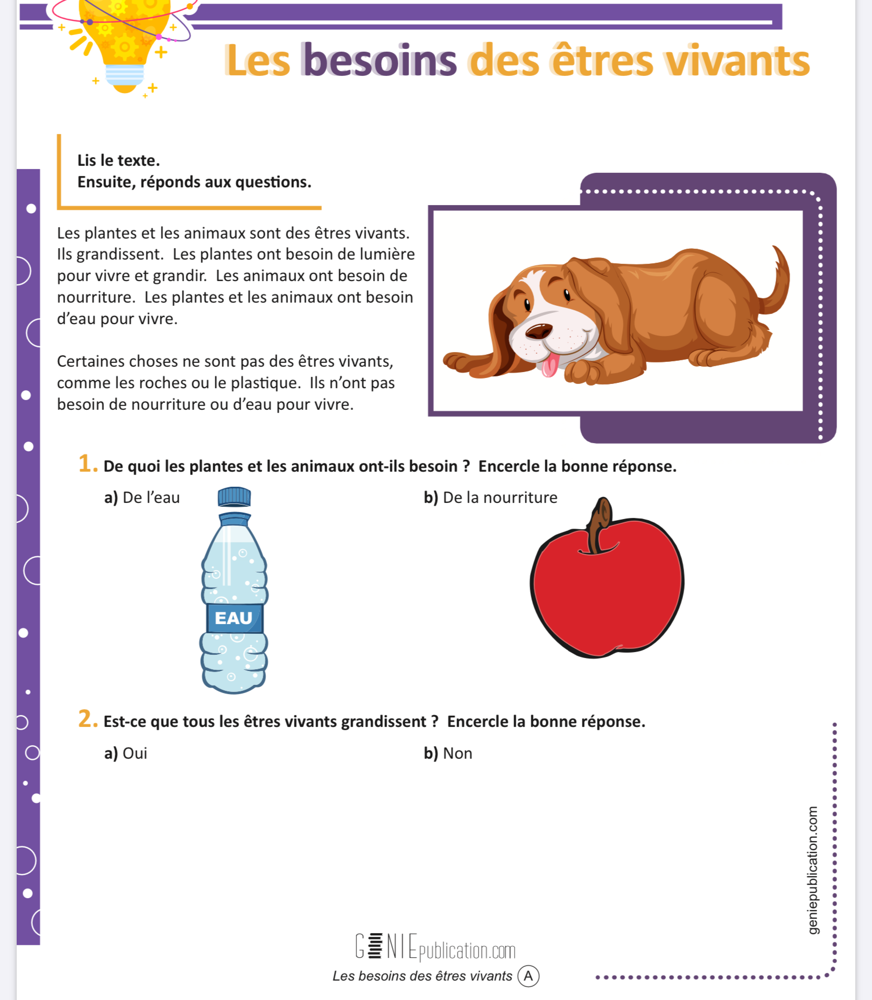 Les besoins des êtres vivants
Lis le texte.
Ensuite, réponds aux questions.
Les plantes et les animaux sont des êtres vivants.
Ils grandissent. Les plantes ont besoin de lumière
pour vivre et grandir. Les animaux ont besoin de
nourriture. Les plantes et les animaux ont besoin
d’eau pour vivre.
Certaines choses ne sont pas des êtres vivants,
comme les roches ou le plastique. Ils n’ont pas
besoin de nourriture ou d’eau pour vivre.
1. De quoi les plantes et les animaux ont-ils besoin ? Encercle la bonne réponse.
a) De l’eau
b) De la nourriture
EAU
2. Est-ce que tous les êtres vivants grandissent ? Encercle la bonne réponse.
a) Oui
b) Non
geniepublication.com
GENIEpublication.com
Les besoins des êtres vivants A